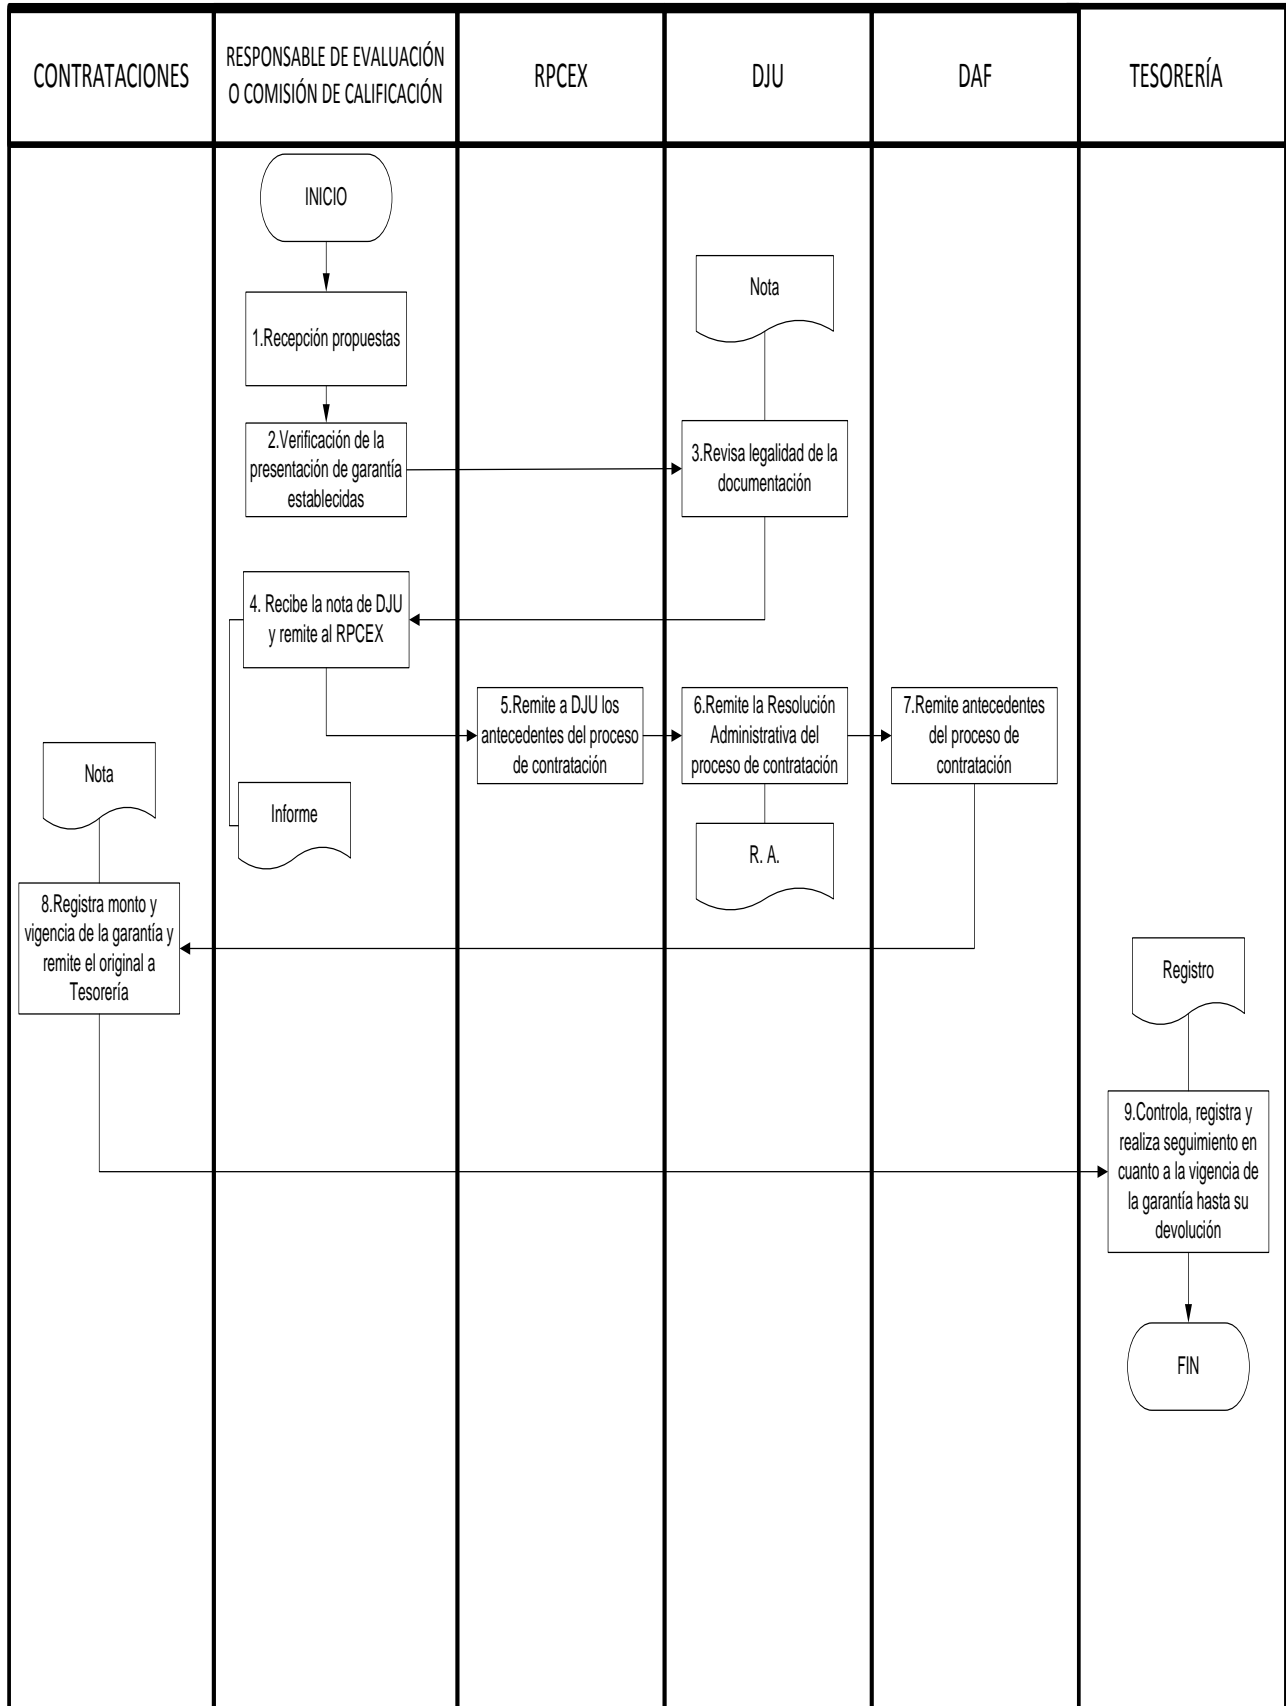 CONTRATACIONES
RESPONSABLE DE EVALUACIÓN
O COMISIÓN DE CALIFICACIÓN
RPCEX
DJU
DAF
TESORERÍA
INICIO
Nota
1.Recepción propuestas
2.Verificación de la
presentación de garantía
establecidas
3.Revisa legalidad de la
documentación
4. Recibe la nota de DJU
y remite al RPCEX
5.Remite a DJU los
antecedentes del proceso
de contratación
6.Remite la Resolución
Administrativa del
proceso de contratación
7.Remite antecedentes
del proceso de
contratación
Nota
Informe
R. A.
8.Registra monto y
vigencia de la garantía y
remite el original a
Tesorería
Registro
9.Controla, registra y
realiza seguimiento en
cuanto a la vigencia de
la garantía hasta su
devolución
FIN